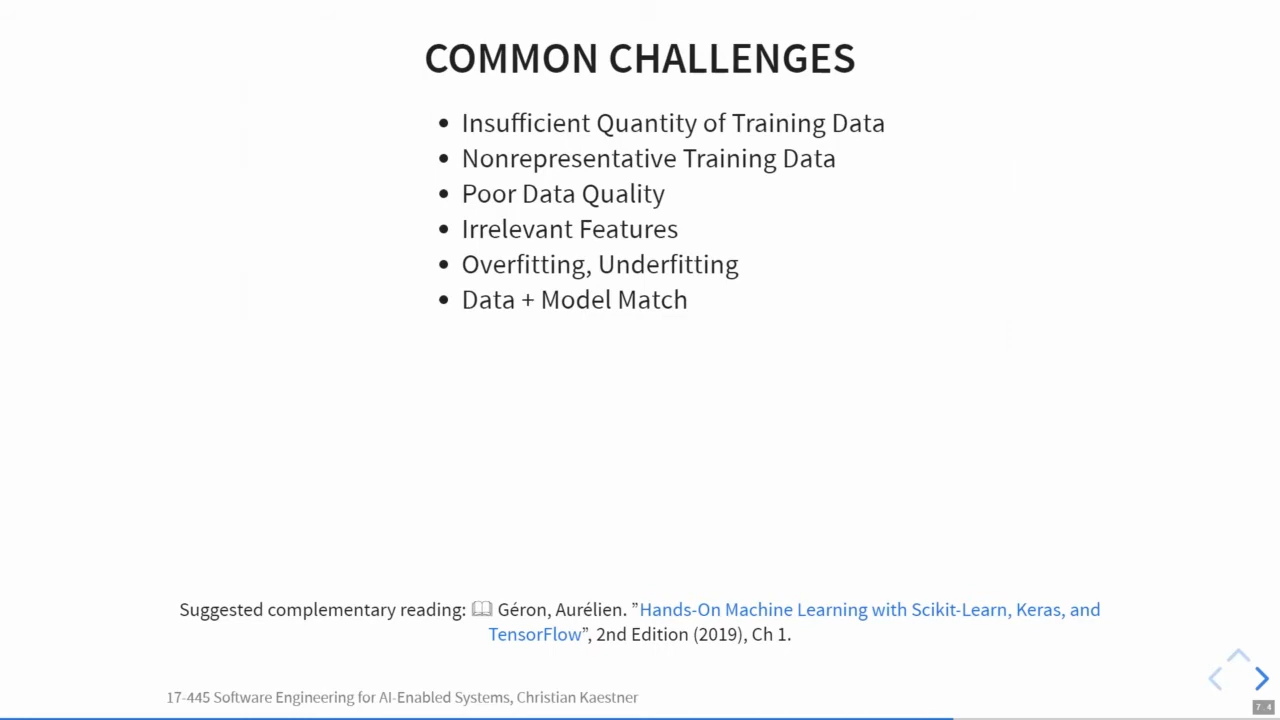 COMMON CHALLENGES
• Insufficient Quantity of Training Data
• Nonrepresentative Training Data
• Poor Data Quality
• Irrelevant Features
• Overfitting, Underfitting
• Data + Model Match
Suggested complementary reading: 📖 Géron, Aurélien. ”Hands-On Machine Learning with Scikit-Learn, Keras, and
TensorFlow”, 2nd Edition (2019), Ch 1.
17-445 Software Engineering for AI-Enabled Systems, Christian Kaestner
7 . 4